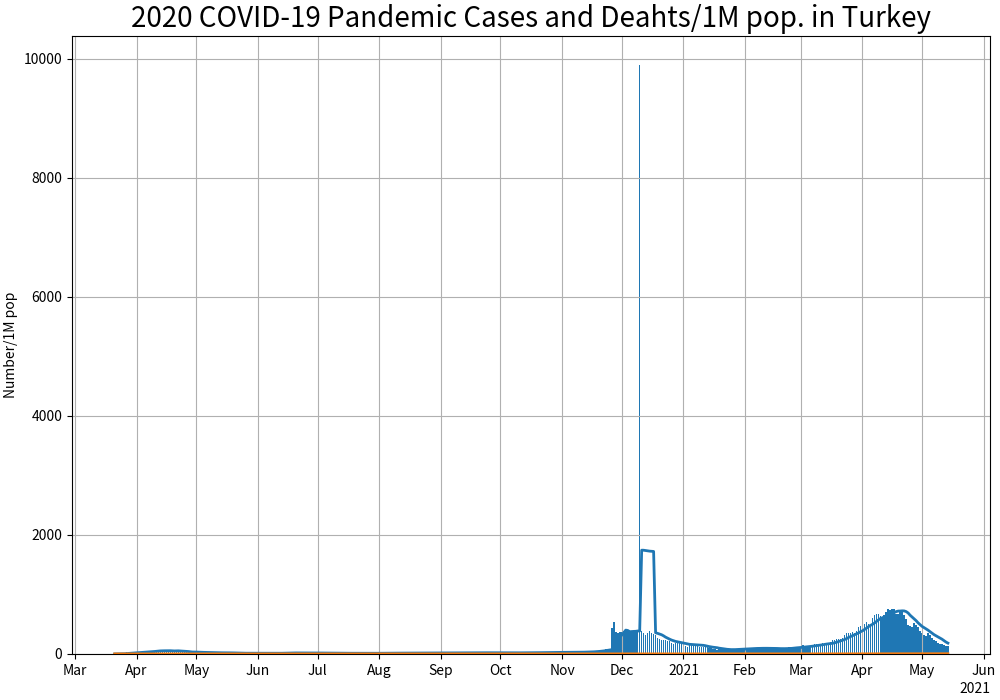 2020 COVID-19 Pandemic Cases and Deahts/1M pop. in Turkey
10000
8000
6000
4000
2000
0
Number/1M pop
Mar Apr May Jun Jul Aug Sep Oct Nov Dec 2021 Feb Mar Apr May Jun
2021